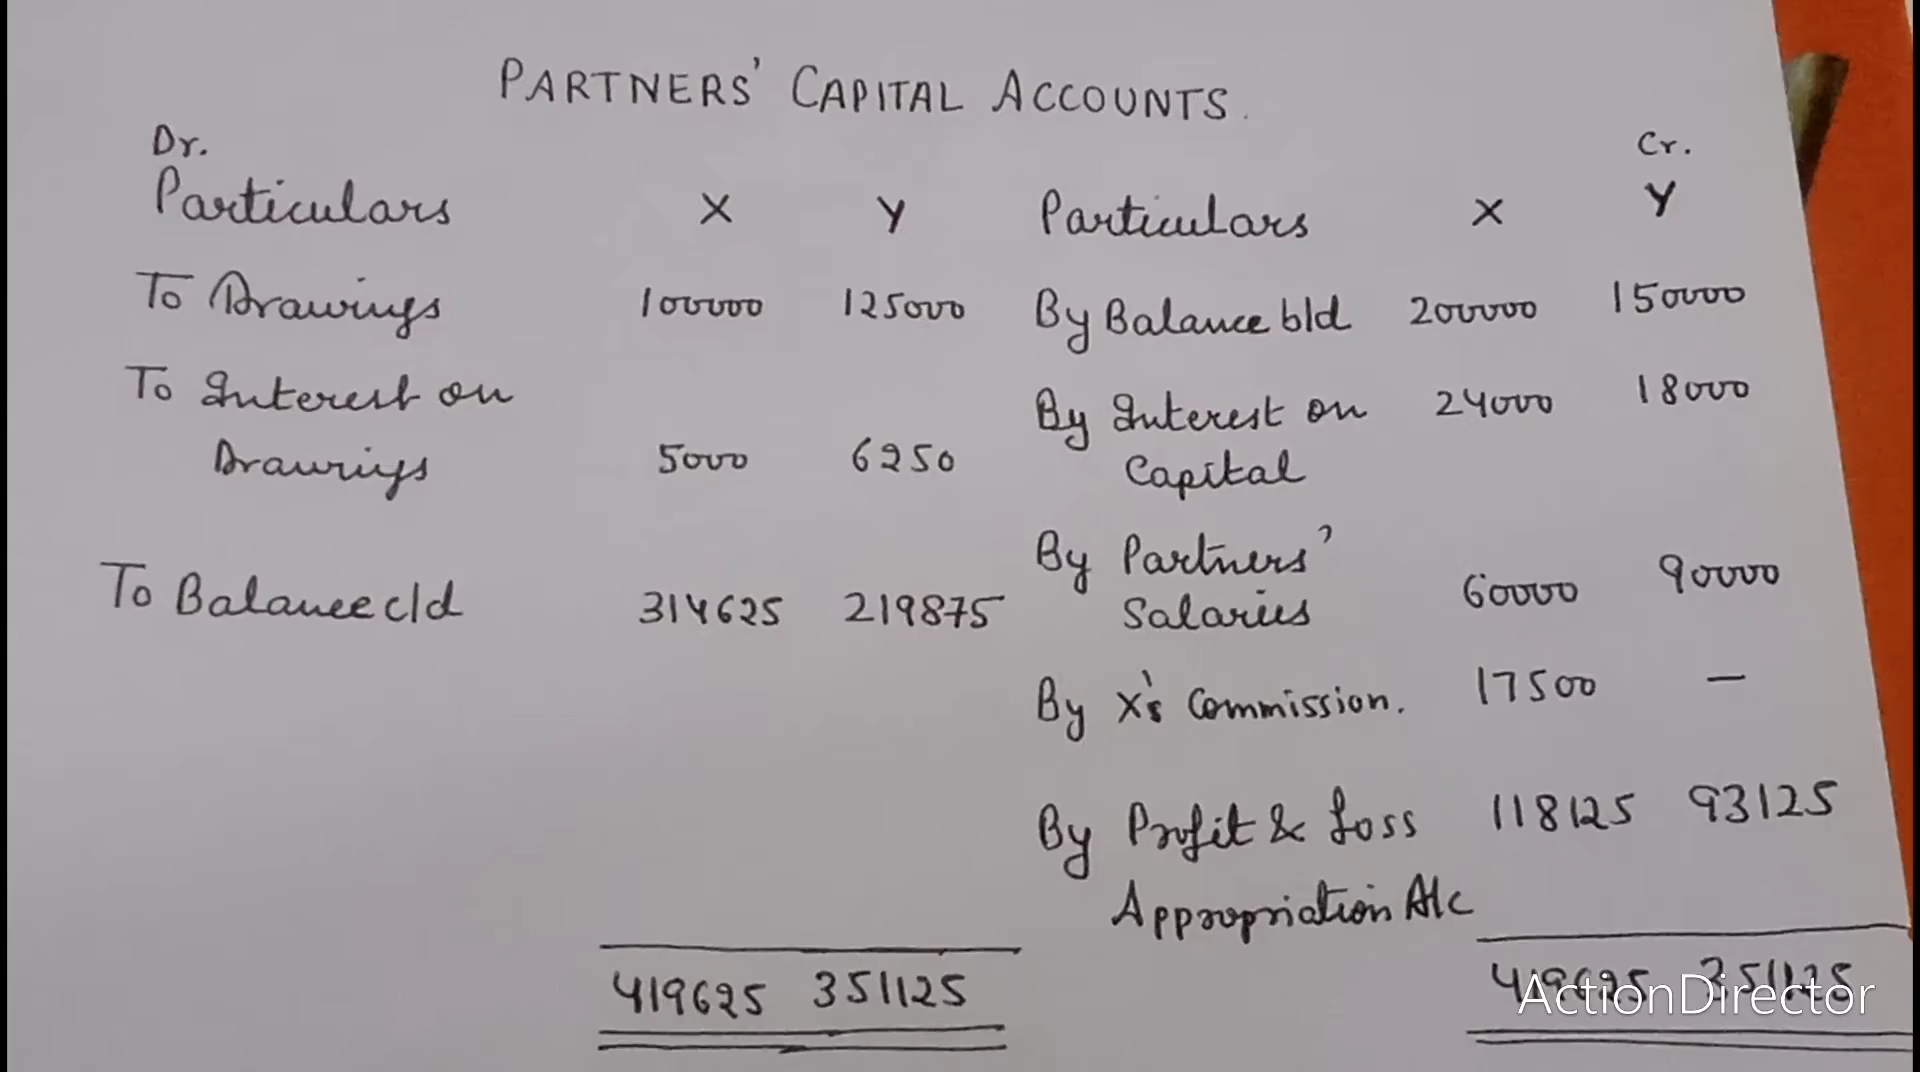 PARTNERS' CAPITAL ACCOUNTS.
Dr. Cr.
Particulars X Y Particulars X Y
To Drawings 100000 125000 By Balance b/d 200000 150000
To Interest on By Interest on 24000 18000
Drawings 5000 6250 Capital
By Partners'
To Balance c/d 314625 219875 Salaries 60000 90000
By X's Commission. 17500 —
By Profit & Loss 118125 93125
Appropriation A/c
419625 351125 419625 351125
ActionDirector